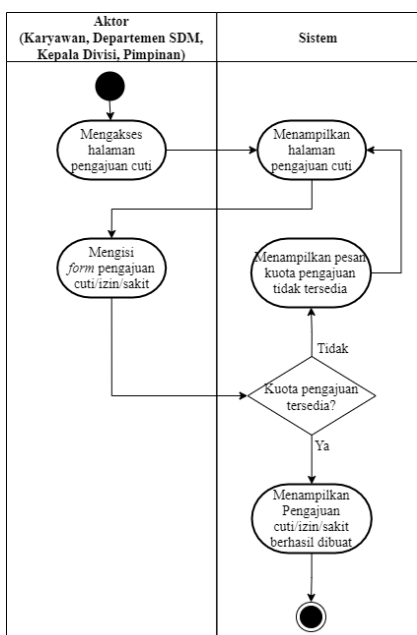 Aktor
(Karyawan, Departemen SDM,
Kepala Divisi, Pimpinan)
Sistem
Mengakses
halaman
pengajuan cuti
Menampilkan
halaman
pengajuan cuti
Mengisi
form pengajuan
cuti/izin/sakit
Menampilkan pesan
kuota pengajuan
tidak tersedia
Tidak
Kuota pengajuan
tersedia?
Ya
Menampilkan
Pengajuan
cuti/izin/sakit
berhasil dibuat